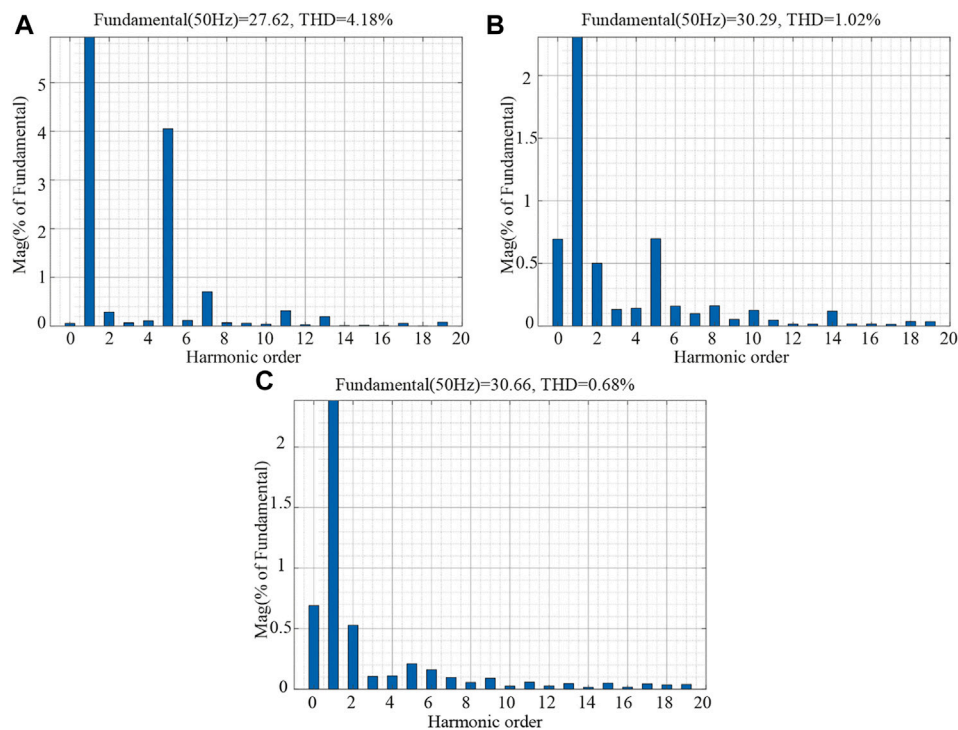 A
Fundamental(50Hz)=27.62, THD=4.18%
Mag(% of Fundamental)
5
4
3
2
1
0
0 2 4 6 8 10 12 14 16 18 20
Harmonic order
B
Fundamental(50Hz)=30.29, THD=1.02%
Mag(% of Fundamental)
2
1.5
1
0.5
0
0 2 4 6 8 10 12 14 16 18 20
Harmonic order
C
Fundamental(50Hz)=30.66, THD=0.68%
Mag(% of Fundamental)
2
1.5
1
0.5
0
0 2 4 6 8 10 12 14 16 18 20
Harmonic order